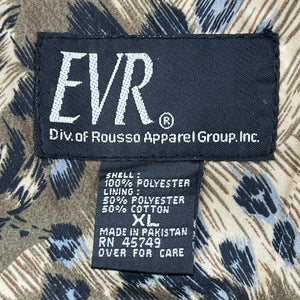 EVR®
Div. of Rousso Apparel Group. Inc.
SHELL:
100% POLYESTER
LINING:
50% POLYESTER
50% COTTON
XL
MADE IN PAKISTAN
RN 45749
OVER FOR CARE